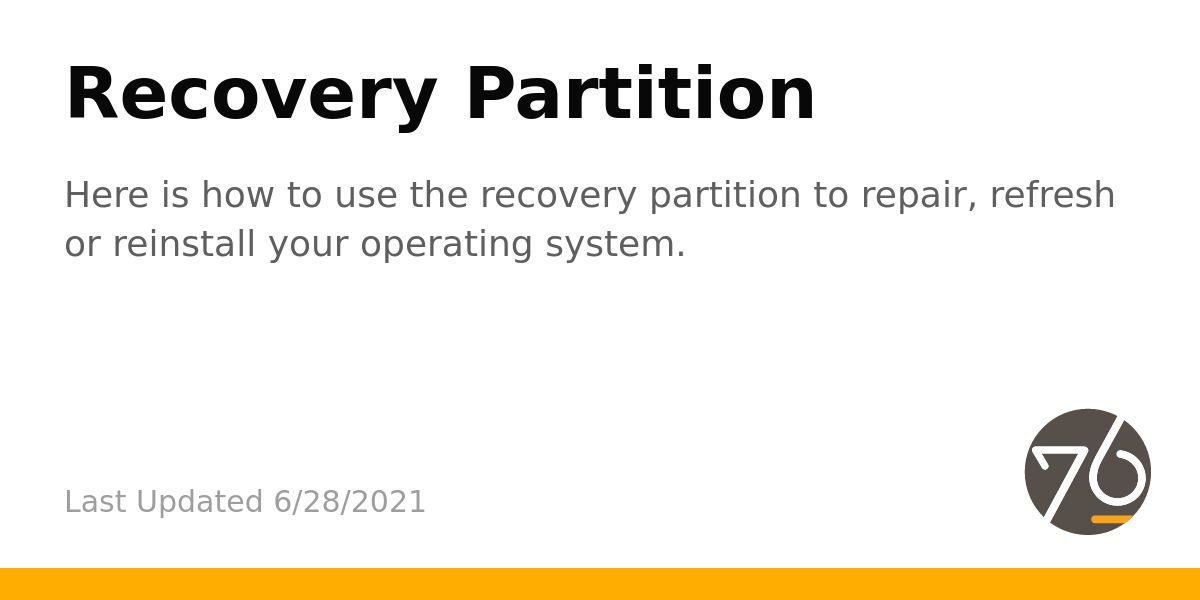 Recovery Partition
Here is how to use the recovery partition to repair, refresh
or reinstall your operating system.
Last Updated 6/28/2021
76